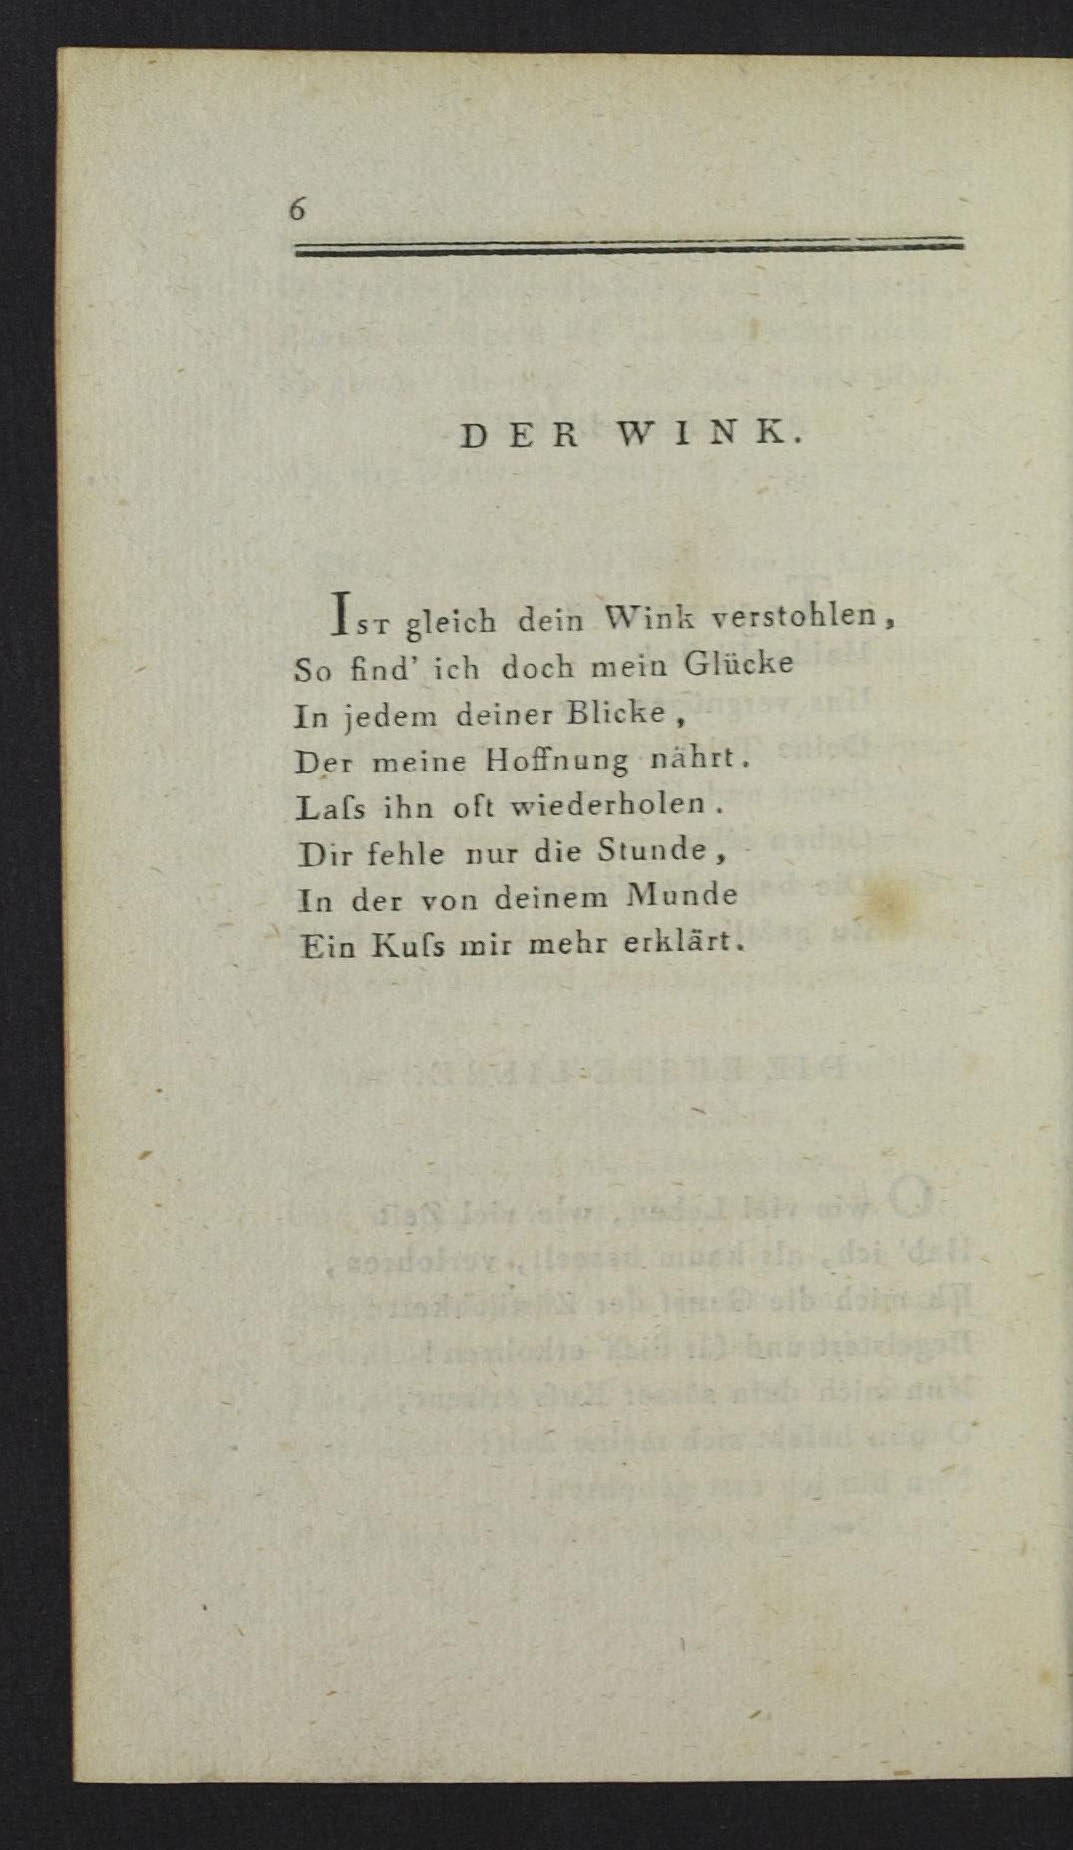 6
DER WINK.
Ist gleich dein Wink verstohlen,
So find' ich doch mein Glücke
In jedem deiner Blicke,
Der meine Hoffnung nährt.
Laſs ihn oft wiederholen.
Dir fehle nur die Stunde,
In der von deinem Munde
Ein Kuſs mir mehr erklärt.